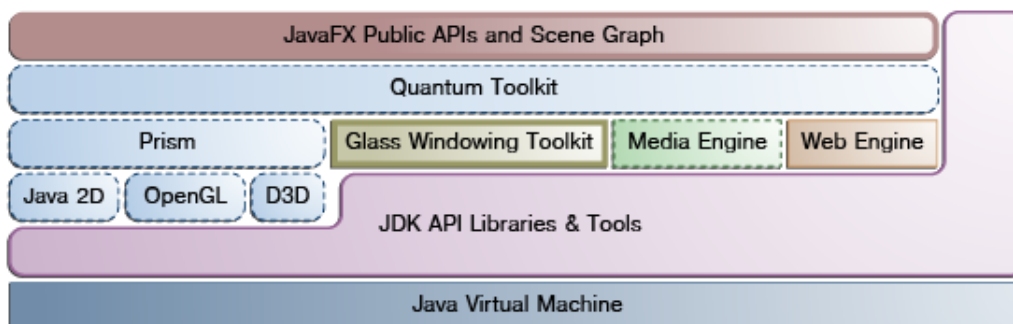 JavaFX Public APIs and Scene Graph
Quantum Toolkit
Prism
Glass Windowing Toolkit
Media Engine
Web Engine
Java 2D
OpenGL
D3D
JDK API Libraries & Tools
Java Virtual Machine